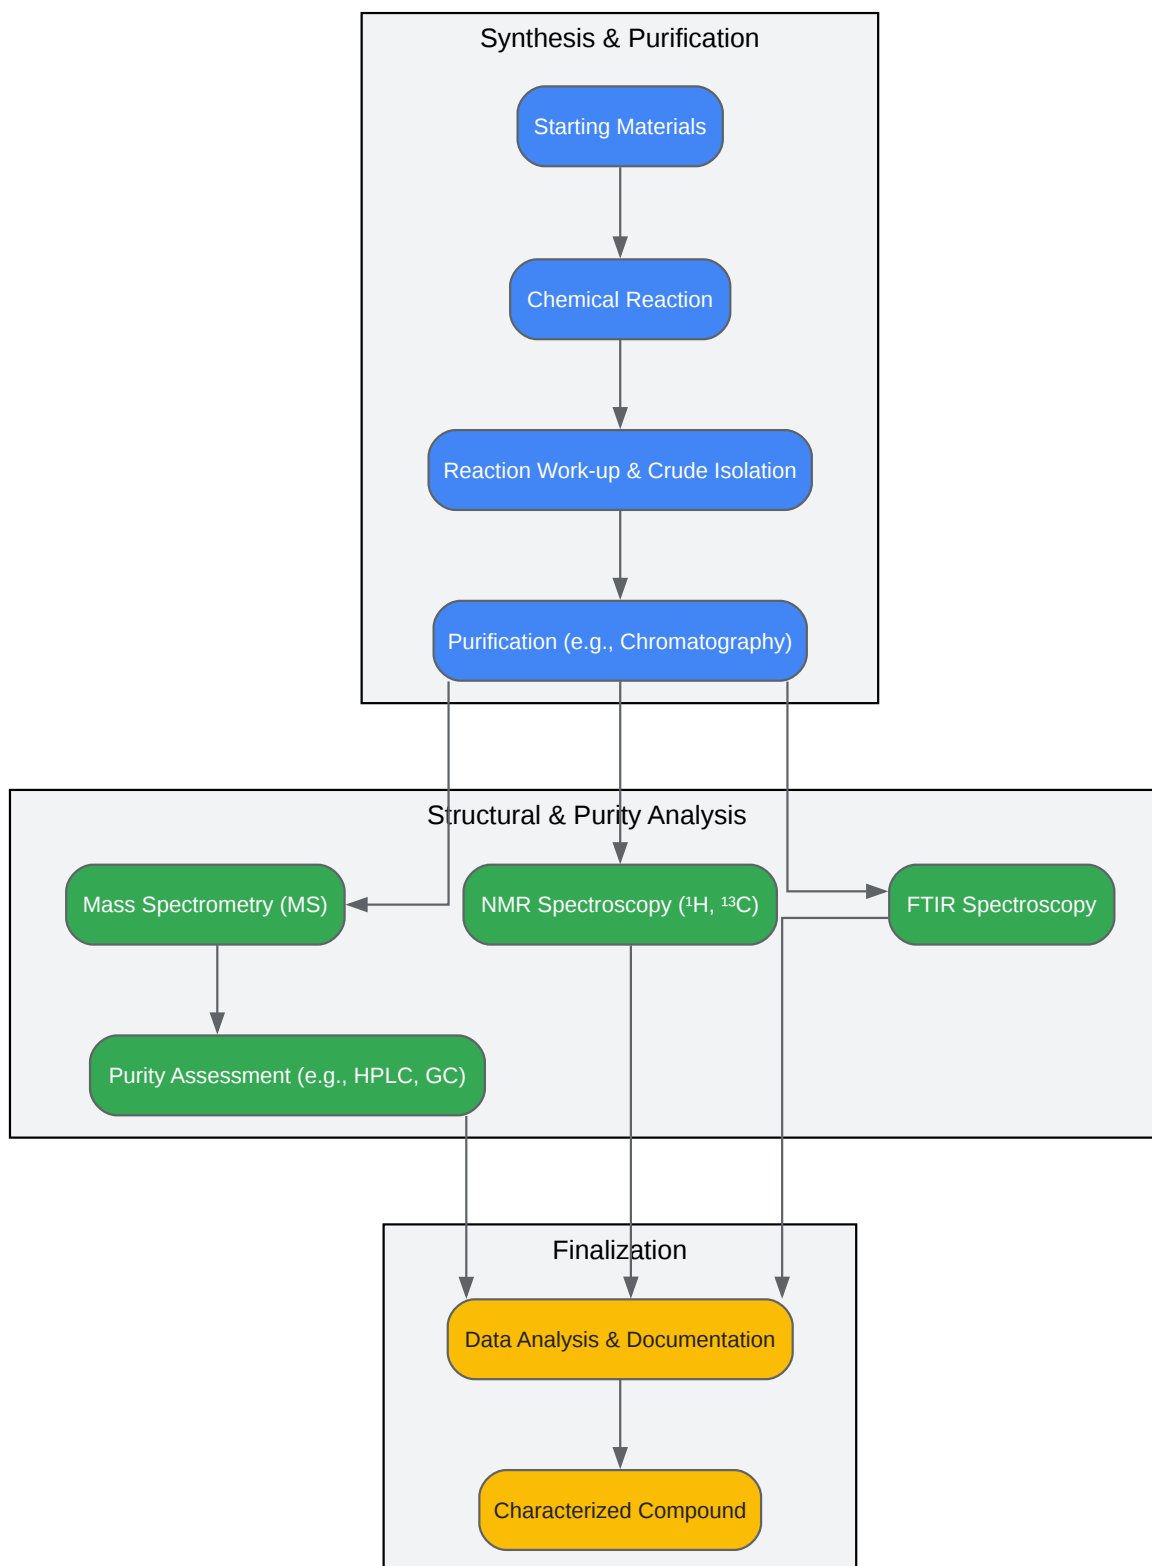 Synthesis & Purification
Starting Materials
Chemical Reaction
Reaction Work-up & Crude Isolation
Purification (e.g., Chromatography)
Structural & Purity Analysis
Mass Spectrometry (MS)
NMR Spectroscopy (¹H, ¹³C)
FTIR Spectroscopy
Purity Assessment (e.g., HPLC, GC)
Finalization
Data Analysis & Documentation
Characterized Compound